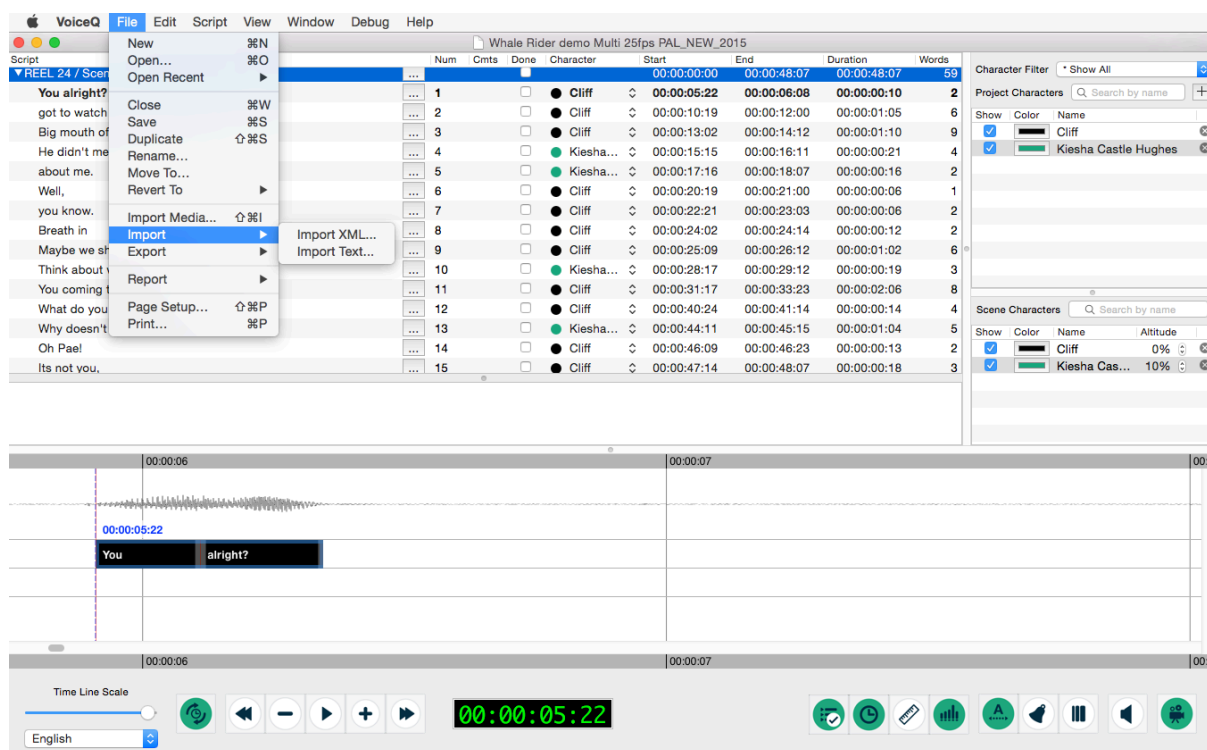 VoiceQ File Edit Script View Window Debug Help
Whale Rider demo Multi 25fps PAL_NEW_2015
New ⌘N
Open... ⌘O
Open Recent ▶
Close ⌘W
Save ⌘S
Duplicate ⇧⌘S
Rename...
Move To...
Revert To ▶
Import Media... ⇧⌘I
Import ▶
Export ▶
Report ▶
Page Setup... ⇧⌘P
Print... ⌘P
Import XML...
Import Text...
Script Num Cmts Done Character Start End Duration Words
▼REEL 24 / Scen ... 00:00:00:00 00:00:48:07 00:00:48:07 59
You alright? ... 1 Cliff 00:00:05:22 00:00:06:08 00:00:00:10 2
got to watch ... 2 Cliff 00:00:10:19 00:00:12:00 00:00:01:05 6
Big mouth of ... 3 Cliff 00:00:13:02 00:00:14:12 00:00:01:10 9
He didn't me ... 4 Kiesha... 00:00:15:15 00:00:16:11 00:00:00:21 4
about me. ... 5 Kiesha... 00:00:17:16 00:00:18:07 00:00:00:16 2
Well, ... 6 Cliff 00:00:20:19 00:00:21:00 00:00:00:06 1
you know. ... 7 Cliff 00:00:22:21 00:00:23:03 00:00:00:06 2
Breath in ... 8 Cliff 00:00:24:02 00:00:24:14 00:00:00:12 2
Maybe we sh ... 9 Cliff 00:00:25:09 00:00:26:12 00:00:01:02 6
Think about ... 10 Kiesha... 00:00:28:17 00:00:29:12 00:00:00:19 3
You coming ... 11 Cliff 00:00:31:17 00:00:33:23 00:00:02:06 8
What do you ... 12 Cliff 00:00:40:24 00:00:41:14 00:00:00:14 4
Why doesn't ... 13 Kiesha... 00:00:44:11 00:00:45:15 00:00:01:04 5
Oh Pae! ... 14 Cliff 00:00:46:09 00:00:46:23 00:00:00:13 2
Its not you, ... 15 Cliff 00:00:47:14 00:00:48:07 00:00:00:18 3
Character Filter * Show All
Project Characters Search by name +
Show Color Name
Cliff
Kiesha Castle Hughes
Scene Characters Search by name
Show Color Name Altitude
Cliff 0%
Kiesha Cas... 10%
00:00:06 00:00:07 00:
00:00:05:22
You alright?
00:00:06 00:00:07 00:
Time Line Scale
00:00:05:22
A
English